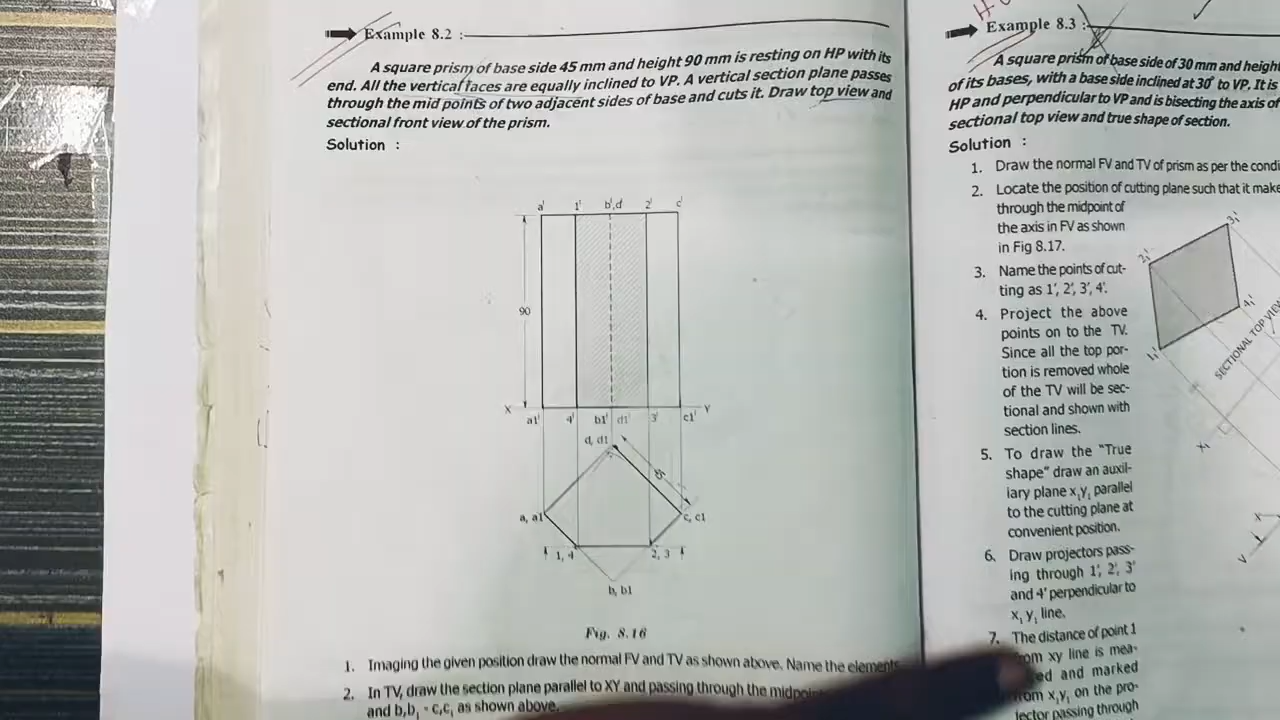 Example 8.2 :
A square prism of base side 45 mm and height 90 mm is resting on HP with its
end. All the vertical faces are equally inclined to VP. A vertical section plane passes
through the mid points of two adjacent sides of base and cuts it. Draw top view and
sectional front view of the prism.
Solution :
a' 1' b',d 2' c'
90
X Y
a1' 4' b1' d1' 3' c1'
d, d1
45
a, a1 c, c1
1, 4 2, 3
b, b1
Fig. 8.16
1. Imaging the given position draw the normal FV and TV as shown above. Name the elements
2. In TV, draw the section plane parallel to XY and passing through the
and b,b₁ - c,c₁ as shown above.
Example 8.3 :
A square prism of base side of 30 mm and height
of its bases, with a base side inclined at 30° to VP. It is
HP and perpendicular to VP and is bisecting the axis of
sectional top view and true shape of section.
Solution :
1. Draw the normal FV and TV of prism as per the
2. Locate the position of cutting plane such that it make
through the midpoint of
the axis in FV as shown
in Fig 8.17.
3. Name the points of cut-
ting as 1', 2', 3', 4'.
4. Project the above
points on to the TV.
Since all the top por-
tion is removed whole
of the TV will be sec-
tional and shown with
section lines.
5. To draw the "True
shape" draw an auxil-
lary plane x₁y₁ parallel
to the cutting plane at
convenient position.
6. Draw projectors pass-
ing through 1', 2', 3'
and 4' perpendicular to
x₁ y₁ line.
7. The distance of point 1
from xy line is mea-
and marked
from x₁y₁ on the pro-
jector passing through
2₁' 3₁'
1₁' 4₁'
SECTIONAL TOP VIEW
X₁
X
V